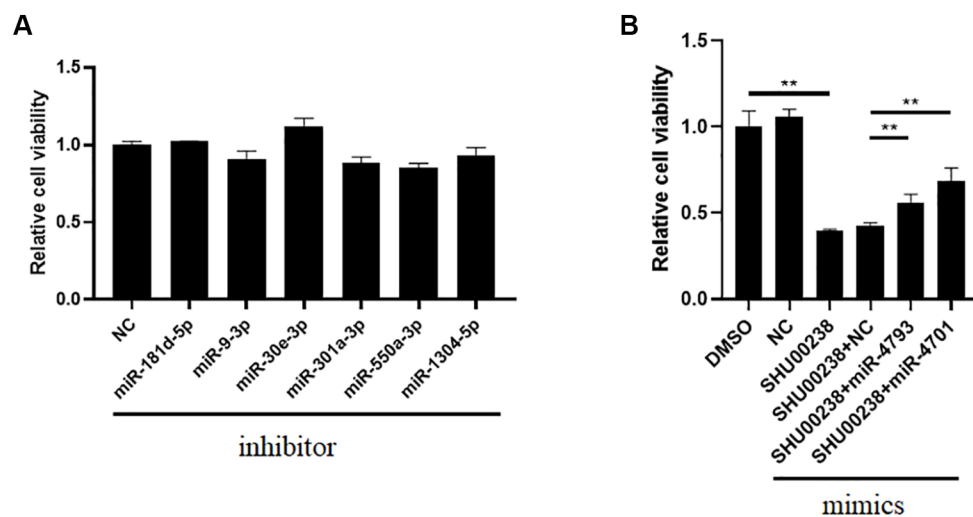 A
Relative cell viability
1.5
1.0
0.5
0.0
NC
miR-181d-5p
miR-9-3p
miR-30e-3p
miR-301a-3p
miR-550a-3p
miR-1304-5p
inhibitor
B
Relative cell viability
1.5
1.0
0.5
0.0
**
**
**
DMSO
NC
SHU00238
SHU00238+NC
SHU00238+miR-4793
SHU00238+miR-4701
mimics